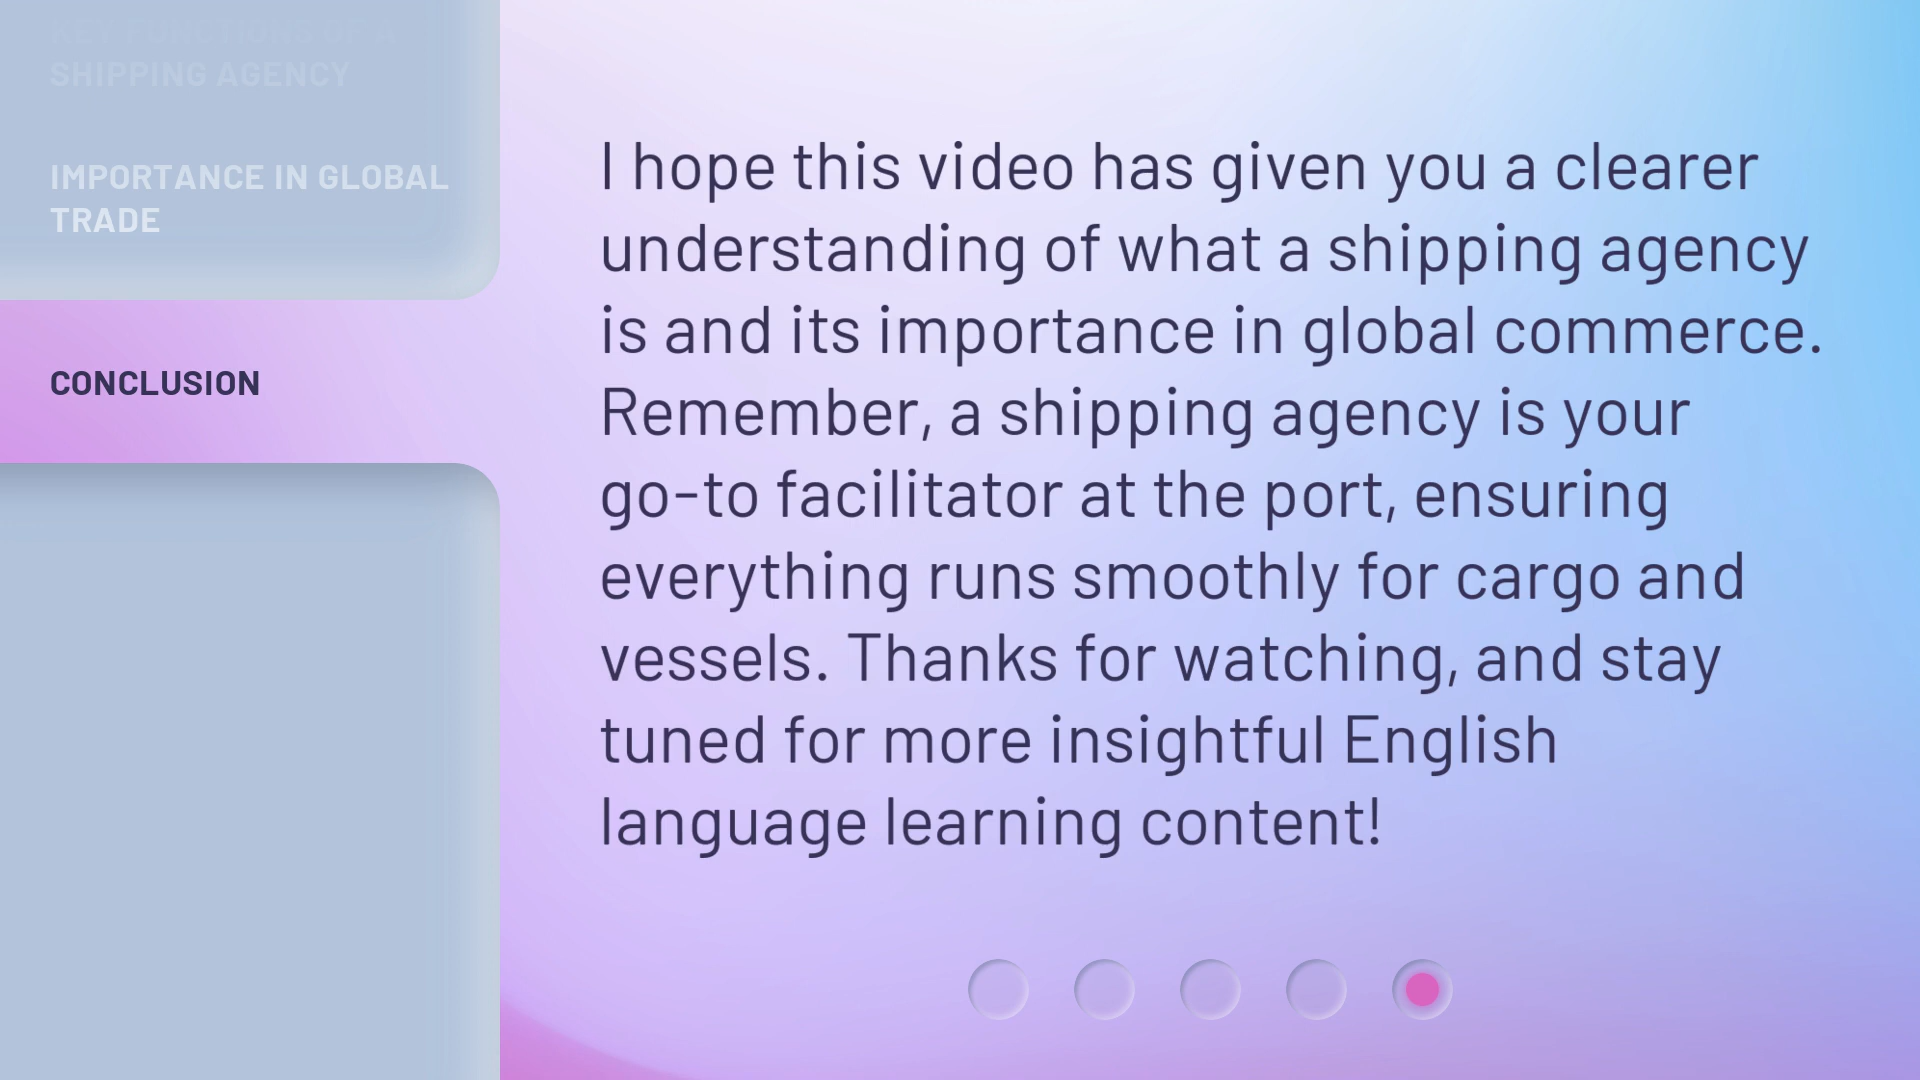 KEY FUNCTIONS OF A
SHIPPING AGENCY
IMPORTANCE IN GLOBAL
TRADE
CONCLUSION
I hope this video has given you a clearer
understanding of what a shipping agency
is and its importance in global commerce.
Remember, a shipping agency is your
go-to facilitator at the port, ensuring
everything runs smoothly for cargo and
vessels. Thanks for watching, and stay
tuned for more insightful English
language learning content!